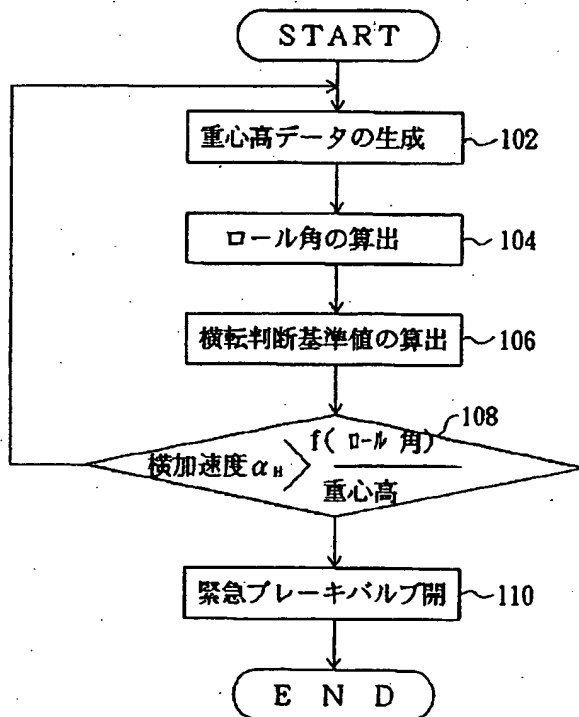 START
重心高データの生成 102
ロール角の算出 104
横転判断基準値の算出 106
108
f( ロール 角)
横加速度 αH >
重心高
緊急ブレーキバルブ開 110
E N D